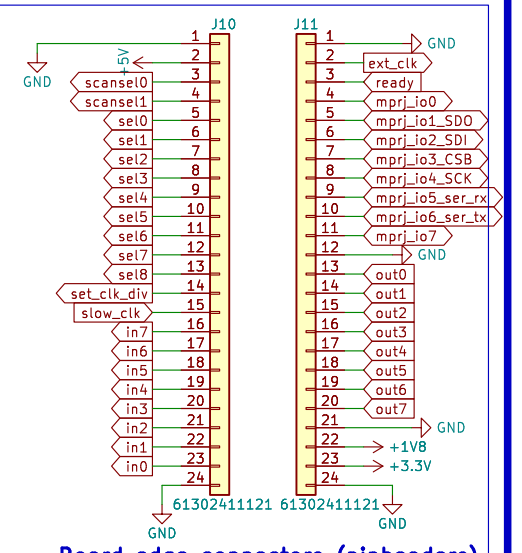 J10 J11
1 1 GND
GND +5V 2 2 ext_clk
scansel0 3 3 ready
scansel1 4 4 mprj_io0
sel0 5 5 mprj_io1_SDO
sel1 6 6 mprj_io2_SDI
sel2 7 7 mprj_io3_CSB
sel3 8 8 mprj_io4_SCK
sel4 9 9 mprj_io5_ser_rx
sel5 10 10 mprj_io6_ser_tx
sel6 11 11 mprj_io7
sel7 12 12 GND
sel8 13 13 out0
set_clk_div 14 14 out1
slow_clk 15 15 out2
in7 16 16 out3
in6 17 17 out4
in5 18 18 out5
in4 19 19 out6
in3 20 20 out7
in2 21 21 GND
in1 22 22 +1V8
in0 23 23 +3.3V
24 24
61302411121 61302411121
GND GND
Board edge connectors (pinheaders)